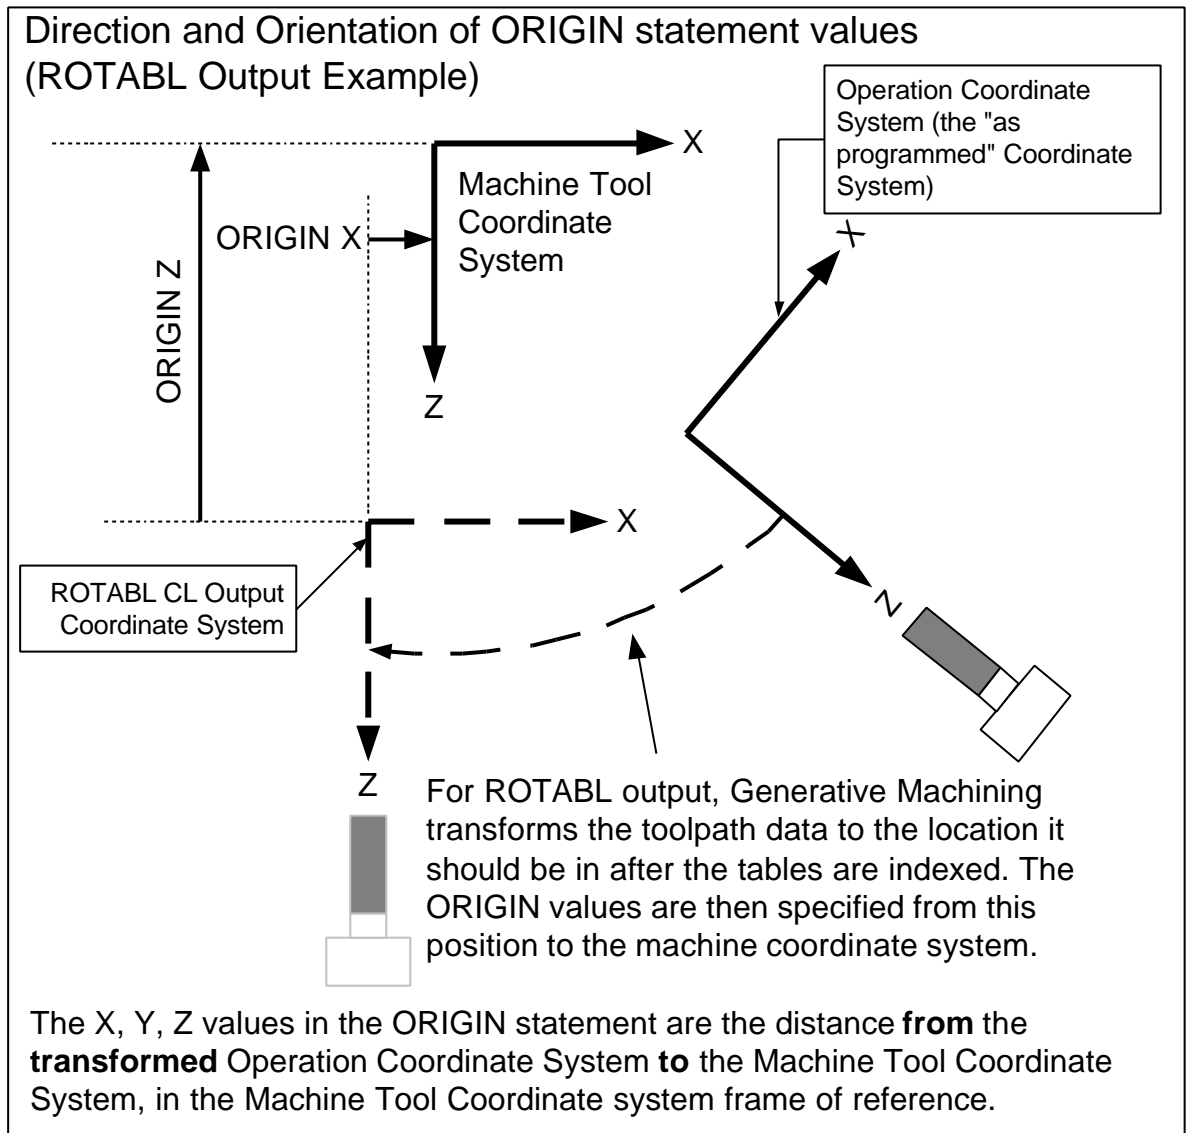 Direction and Orientation of ORIGIN statement values
(ROTABL Output Example)
Operation Coordinate
System (the "as
programmed" Coordinate
System)
X
Machine Tool
Coordinate
System
ORIGIN X
ORIGIN Z
Z
X
Z
X
ROTABL CL Output
Coordinate System
Z
For ROTABL output, Generative Machining
transforms the toolpath data to the location it
should be in after the tables are indexed. The
ORIGIN values are then specified from this
position to the machine coordinate system.
The X, Y, Z values in the ORIGIN statement are the distance from the
transformed Operation Coordinate System to the Machine Tool Coordinate
System, in the Machine Tool Coordinate system frame of reference.